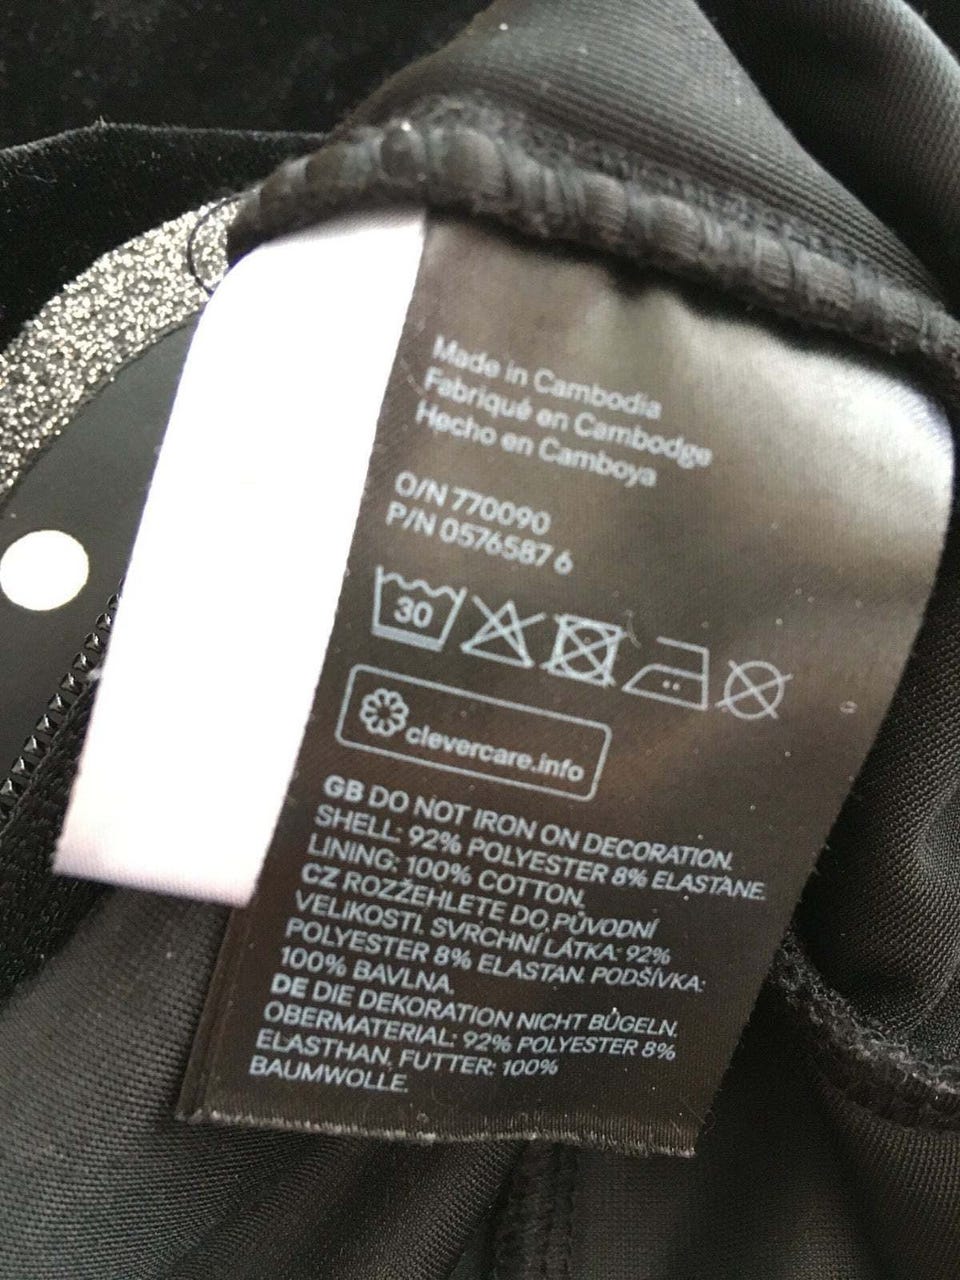 Made in Cambodia
Fabriqué en Cambodge
Hecho en Camboya
O/N 770090
P/N 0576587 6
30
clevercare.info
GB DO NOT IRON ON DECORATION.
SHELL: 92% POLYESTER 8% ELASTANE.
LINING: 100% COTTON.
CZ ROZŽEHLETE DO PŮVODNÍ
VELIKOSTI. SVRCHNÍ LÁTKA: 92%
POLYESTER 8% ELASTAN. PODŠÍVKA:
100% BAVLNA.
DE DIE DEKORATION NICHT BÜGELN.
OBERMATERIAL: 92% POLYESTER 8%
ELASTHAN. FUTTER: 100%
BAUMWOLLE.